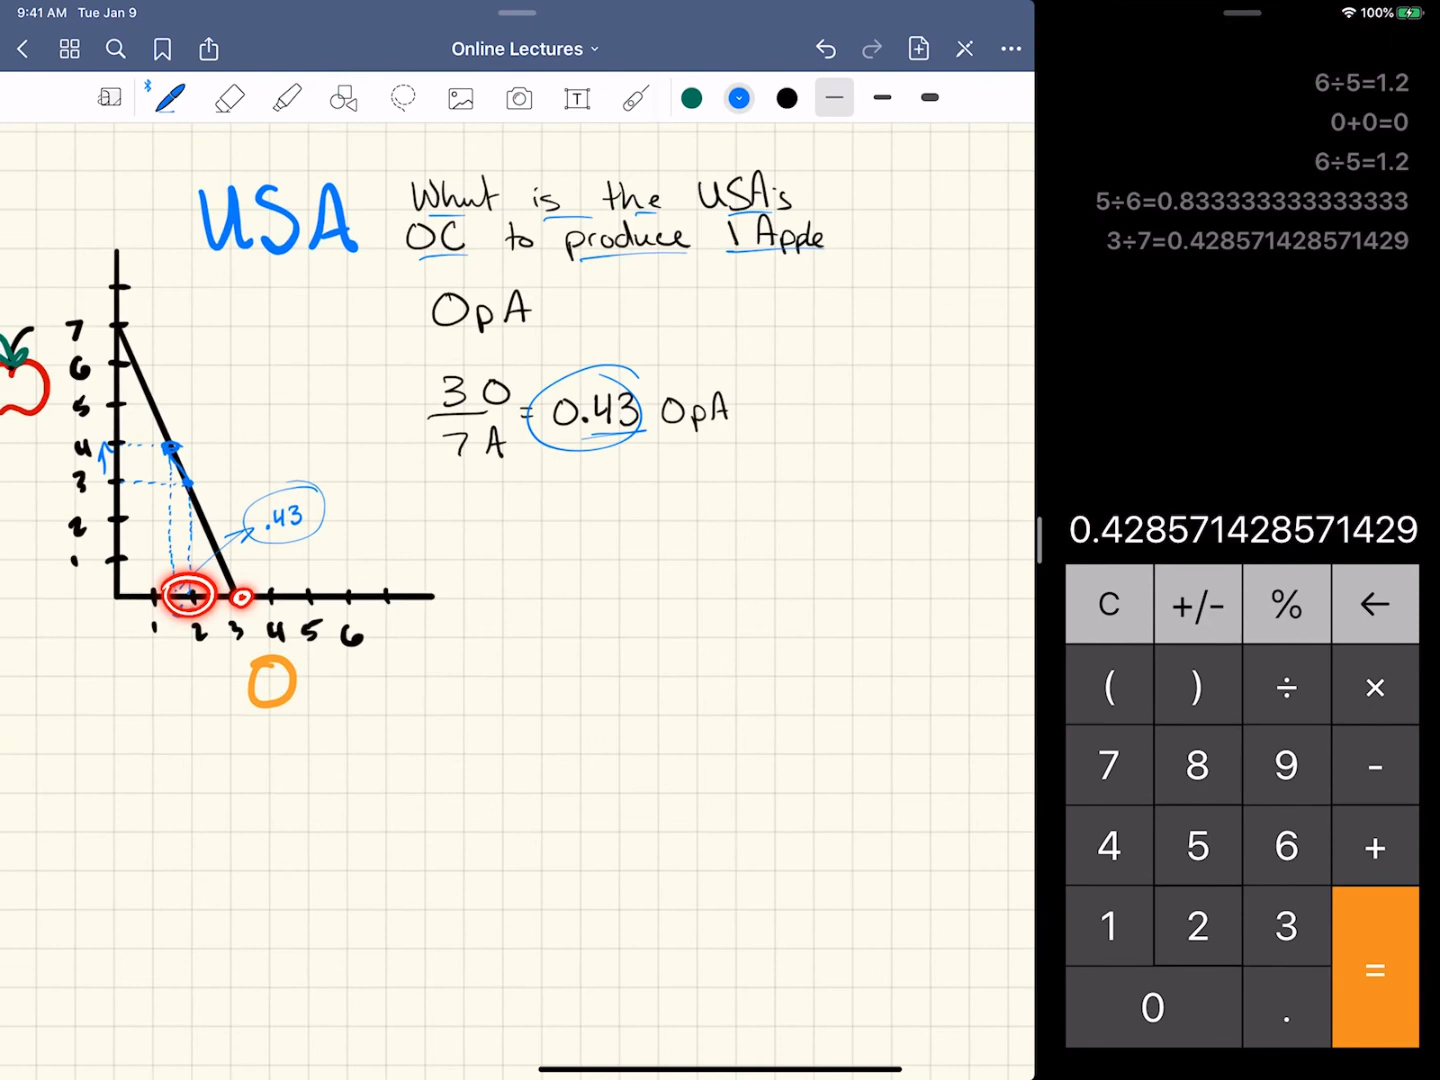 9:41 AM Tue Jan 9
100%
Online Lectures
T
USA
What is the USA's
OC to produce 1 Apple
OpA
3 O
7 A
= 0.43 OpA
7
6
5
4
3
2
1
.43
1 2 3 4 5 6
6÷5=1.2
0+0=0
6÷5=1.2
5÷6=0.833333333333333
3÷7=0.428571428571429
0.428571428571429
C +/- % ←
( ) ÷ ×
7 8 9 -
4 5 6 +
1 2 3
0 . =